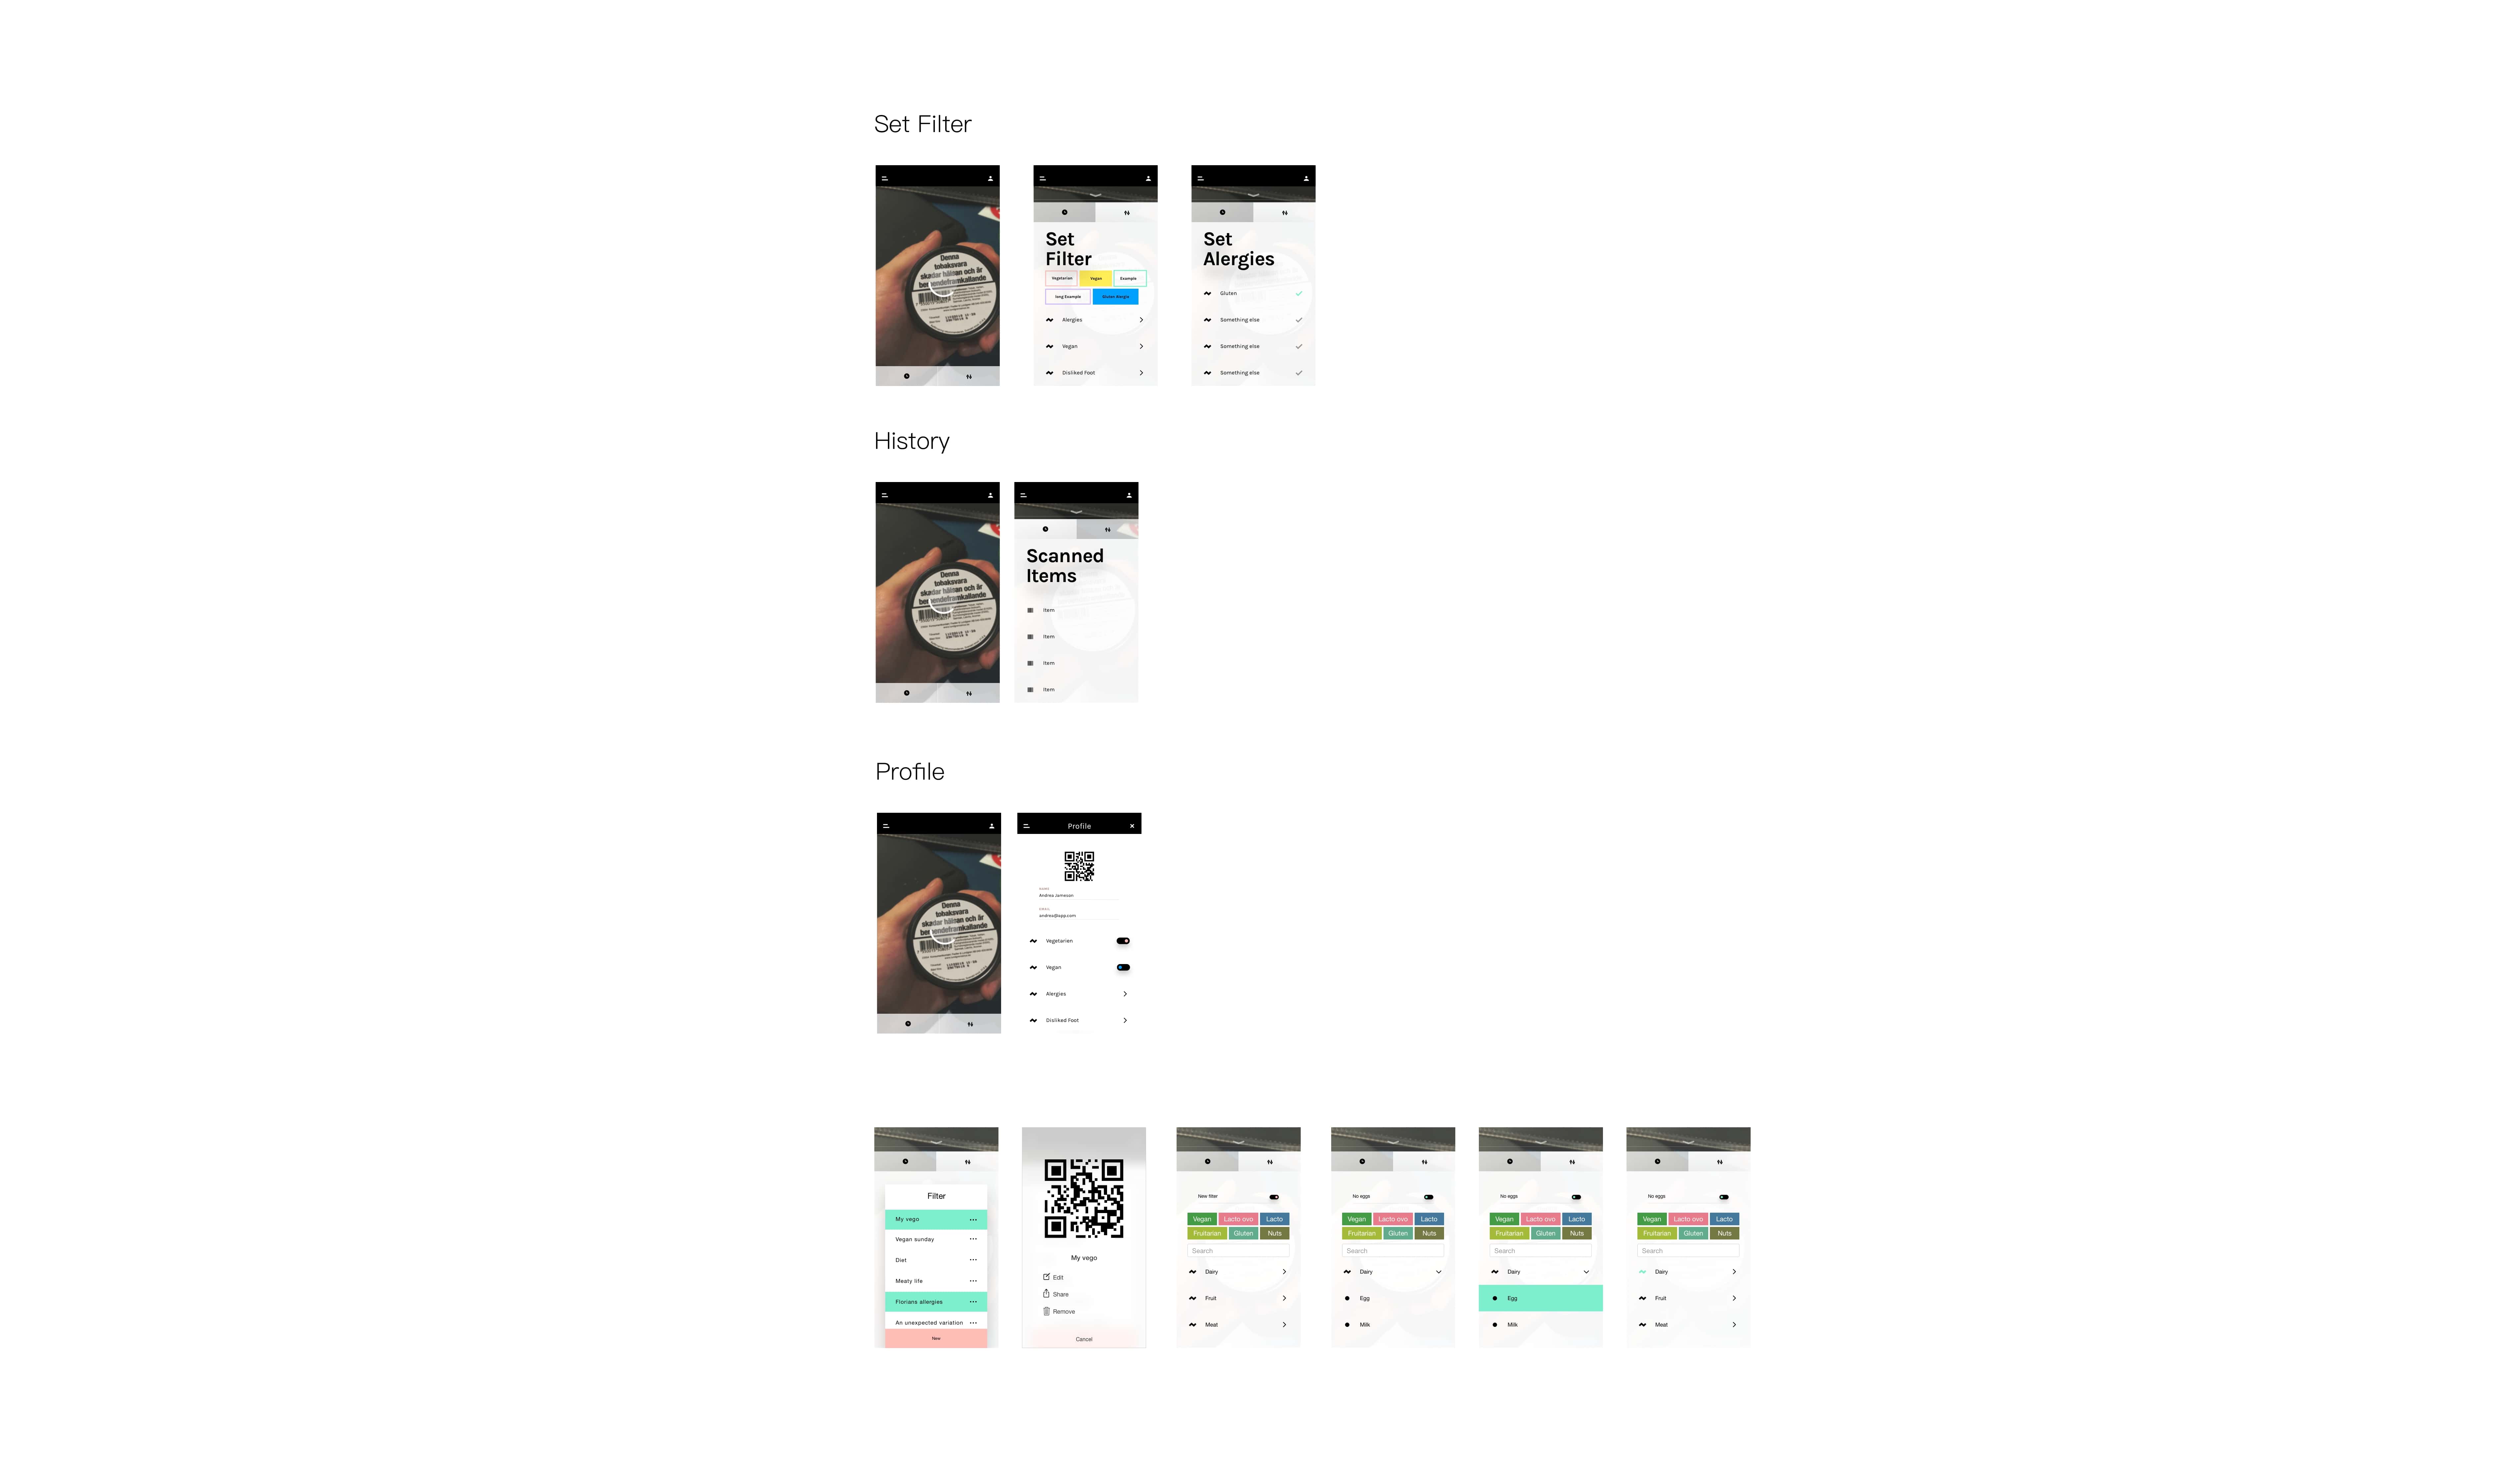 Set Filter
Denna
tobaksvara
skadar hälsan och är
beroendeframkallande
Set
Filter
Vegetarian
Vegan
Example
long Example
Gluten Alergie
Alergies
Vegan
Disliked Foot
Set
Alergies
Gluten
Something else
Something else
Something else
History
Denna
tobaksvara
skadar hälsan och är
beroendeframkallande
Scanned
Items
Item
Item
Item
Item
Profile
Denna
tobaksvara
skadar hälsan och är
beroendeframkallande
Profile
NAME
Andrea Jameson
EMAIL
andrea@app.com
Vegetarien
Vegan
Alergies
Disliked Foot
Filter
My vego
Vegan sunday
Diet
Meaty life
Florians allergies
An unexpected variation
New
My vego
Edit
Share
Remove
Cancel
New filter
Vegan
Lacto ovo
Lacto
Fruitarian
Gluten
Nuts
Search
Dairy
Fruit
Meat
No eggs
Vegan
Lacto ovo
Lacto
Fruitarian
Gluten
Nuts
Search
Dairy
Egg
Milk
No eggs
Vegan
Lacto ovo
Lacto
Fruitarian
Gluten
Nuts
Search
Dairy
Egg
Milk
No eggs
Vegan
Lacto ovo
Lacto
Fruitarian
Gluten
Nuts
Search
Dairy
Fruit
Meat